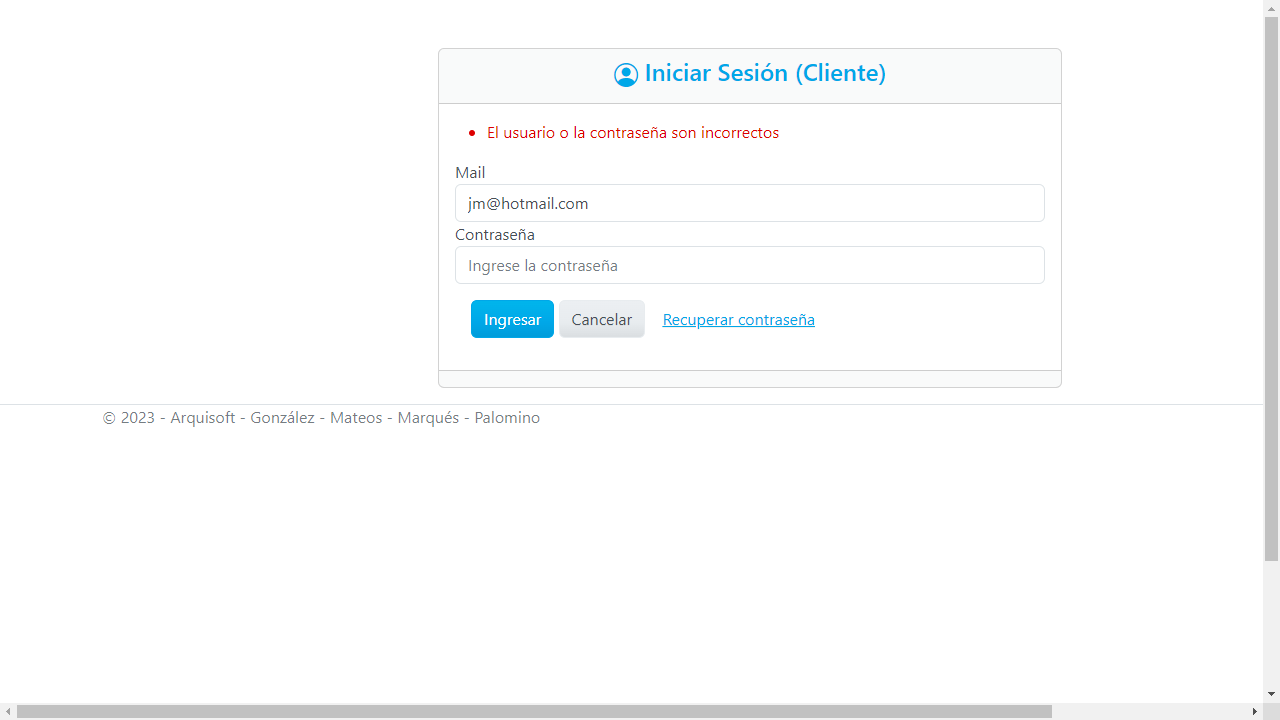 Iniciar Sesión (Cliente)
El usuario o la contraseña son incorrectos
Mail
jm@hotmail.com
Contraseña
Ingrese la contraseña
Ingresar Cancelar Recuperar contraseña
© 2023 - Arquisoft - González - Mateos - Marqués - Palomino